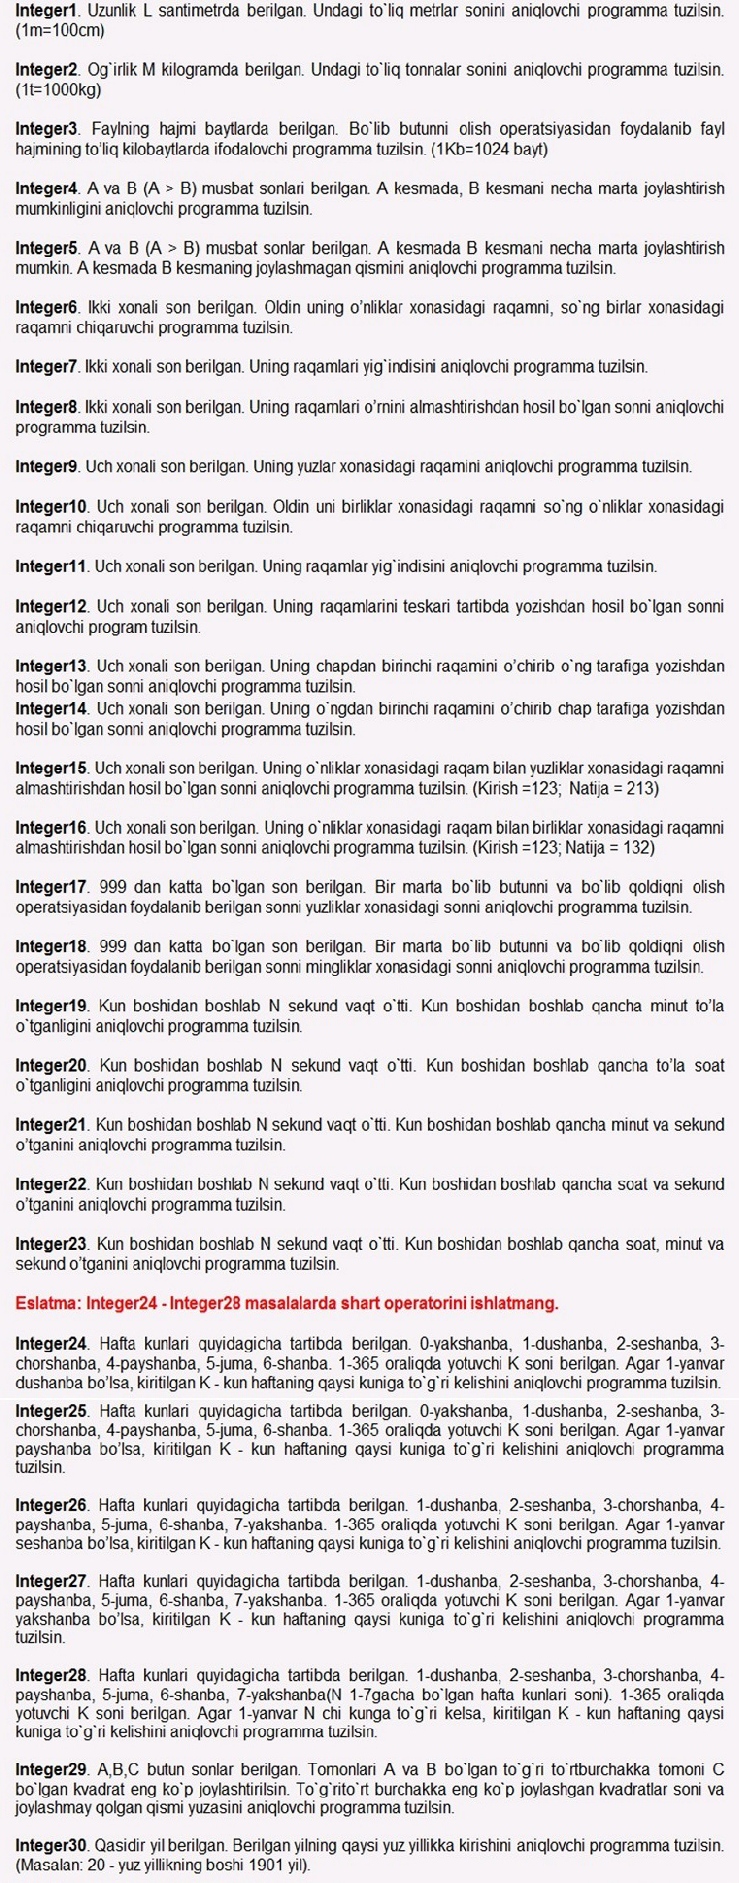 Integer1. Uzunlik L santimetrda berilgan. Undagi to`liq metrlar sonini aniqlovchi programma tuzilsin.
(1m=100cm)
Integer2. Og`irlik M kilogramda berilgan. Undagi to`liq tonnalar sonini aniqlovchi programma tuzilsin.
(1t=1000kg)
Integer3. Faylning hajmi baytlarda berilgan. Bo`lib butunni olish operatsiyasidan foydalanib fayl
hajmining to'liq kilobaytlarda ifodalovchi programma tuzilsin. (1Kb=1024 bayt)
Integer4. A va B (A > B) musbat sonlari berilgan. A kesmada, B kesmani necha marta joylashtirish
mumkinligini aniqlovchi programma tuzilsin.
Integer5. A va B (A > B) musbat sonlar berilgan. A kesmada B kesmani necha marta joylashtirish
mumkin. A kesmada B kesmaning joylashmagan qismini aniqlovchi programma tuzilsin.
Integer6. Ikki xonali son berilgan. Oldin uning o'nliklar xonasidagi raqamni, so`ng birlar xonasidagi
raqamni chiqaruvchi programma tuzilsin.
Integer7. Ikki xonali son berilgan. Uning raqamlari yig`indisini aniqlovchi programma tuzilsin.
Integer8. Ikki xonali son berilgan. Uning raqamlari o'rnini almashtirishdan hosil bo`lgan sonni aniqlovchi
programma tuzilsin.
Integer9. Uch xonali son berilgan. Uning yuzlar xonasidagi raqamini aniqlovchi programma tuzilsin.
Integer10. Uch xonali son berilgan. Oldin uni birliklar xonasidagi raqamni so`ng o`nliklar xonasidagi
raqamni chiqaruvchi programma tuzilsin.
Integer11. Uch xonali son berilgan. Uning raqamlar yig`indisini aniqlovchi programma tuzilsin.
Integer12. Uch xonali son berilgan. Uning raqamlarini teskari tartibda yozishdan hosil bo`lgan sonni
aniqlovchi program tuzilsin.
Integer13. Uch xonali son berilgan. Uning chapdan birinchi raqamini o'chirib o`ng tarafiga yozishdan
hosil bo`lgan sonni aniqlovchi programma tuzilsin.
Integer14. Uch xonali son berilgan. Uning o`ngdan birinchi raqamini o'chirib chap tarafiga yozishdan
hosil bo`lgan sonni aniqlovchi programma tuzilsin.
Integer15. Uch xonali son berilgan. Uning o`nliklar xonasidagi raqam bilan yuzliklar xonasidagi raqamni
almashtirishdan hosil bo`lgan sonni aniqlovchi programma tuzilsin. (Kirish =123; Natija = 213)
Integer16. Uch xonali son berilgan. Uning o`nliklar xonasidagi raqam bilan birliklar xonasidagi raqamni
almashtirishdan hosil bo`lgan sonni aniqlovchi programma tuzilsin. (Kirish =123; Natija = 132)
Integer17. 999 dan katta bo`lgan son berilgan. Bir marta bo`lib butunni va bo`lib qoldiqni olish
operatsiyasidan foydalanib berilgan sonni yuzliklar xonasidagi sonni aniqlovchi programma tuzilsin.
Integer18. 999 dan katta bo`lgan son berilgan. Bir marta bo`lib butunni va bo`lib qoldiqni olish
operatsiyasidan foydalanib berilgan sonni mingliklar xonasidagi sonni aniqlovchi programma tuzilsin.
Integer19. Kun boshidan boshlab N sekund vaqt o`tti. Kun boshidan boshlab qancha minut to'la
o`tganligini aniqlovchi programma tuzilsin.
Integer20. Kun boshidan boshlab N sekund vaqt o`tti. Kun boshidan boshlab qancha to'la soat
o`tganligini aniqlovchi programma tuzilsin.
Integer21. Kun boshidan boshlab N sekund vaqt o`tti. Kun boshidan boshlab qancha minut va sekund
o'tganini aniqlovchi programma tuzilsin.
Integer22. Kun boshidan boshlab N sekund vaqt o`tti. Kun boshidan boshlab qancha soat va sekund
o'tganini aniqlovchi programma tuzilsin.
Integer23. Kun boshidan boshlab N sekund vaqt o`tti. Kun boshidan boshlab qancha soat, minut va
sekund o'tganini aniqlovchi programma tuzilsin.
Eslatma: Integer24 - Integer28 masalalarda shart operatorini ishlatmang.
Integer24. Hafta kunlari quyidagicha tartibda berilgan. 0-yakshanba, 1-dushanba, 2-seshanba, 3-
chorshanba, 4-payshanba, 5-juma, 6-shanba. 1-365 oraliqda yotuvchi K soni berilgan. Agar 1-yanvar
dushanba bo'lsa, kiritilgan K - kun haftaning qaysi kuniga to`g`ri kelishini aniqlovchi programma tuzilsin.
Integer25. Hafta kunlari quyidagicha tartibda berilgan. 0-yakshanba, 1-dushanba, 2-seshanba, 3-
chorshanba, 4-payshanba, 5-juma, 6-shanba. 1-365 oraliqda yotuvchi K soni berilgan. Agar 1-yanvar
payshanba bo'lsa, kiritilgan K - kun haftaning qaysi kuniga to`g`ri kelishini aniqlovchi programma
tuzilsin.
Integer26. Hafta kunlari quyidagicha tartibda berilgan. 1-dushanba, 2-seshanba, 3-chorshanba, 4-
payshanba, 5-juma, 6-shanba, 7-yakshanba. 1-365 oraliqda yotuvchi K soni berilgan. Agar 1-yanvar
seshanba bo'lsa, kiritilgan K - kun haftaning qaysi kuniga to`g`ri kelishini aniqlovchi programma tuzilsin.
Integer27. Hafta kunlari quyidagicha tartibda berilgan. 1-dushanba, 2-seshanba, 3-chorshanba, 4-
payshanba, 5-juma, 6-shanba, 7-yakshanba. 1-365 oraliqda yotuvchi K soni berilgan. Agar 1-yanvar
yakshanba bo'lsa, kiritilgan K - kun haftaning qaysi kuniga to`g`ri kelishini aniqlovchi programma
tuzilsin.
Integer28. Hafta kunlari quyidagicha tartibda berilgan. 1-dushanba, 2-seshanba, 3-chorshanba, 4-
payshanba, 5-juma, 6-shanba, 7-yakshanba(N 1-7gacha bo`lgan hafta kunlari soni). 1-365 oraliqda
yotuvchi K soni berilgan. Agar 1-yanvar N chi kunga to`g`ri kelsa, kiritilgan K - kun haftaning qaysi
kuniga to`g`ri kelishini aniqlovchi programma tuzilsin.
Integer29. A,B,C butun sonlar berilgan. Tomonlari A va B bo`lgan to`g`ri to`rtburchakka tomoni C
bo`lgan kvadrat eng ko`p joylashtirilsin. To`g`rito`rt burchakka eng ko`p joylashgan kvadratlar soni va
joylashmay qolgan qismi yuzasini aniqlovchi programma tuzilsin.
Integer30. Qasidir yil berilgan. Berilgan yilning qaysi yuz yillikka kirishini aniqlovchi programma tuzilsin.
(Masalan: 20 - yuz yillikning boshi 1901 yil).